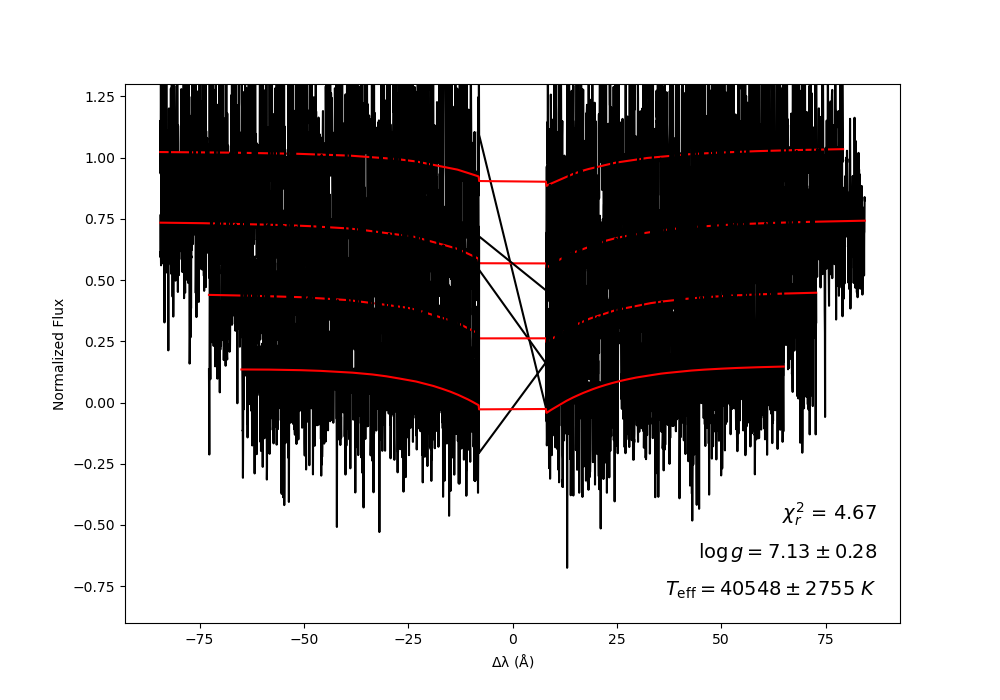 1.25
1.00
0.75
0.50
0.25
0.00
−0.25
−0.50
−0.75
Normalized Flux
χ²ᵣ = 4.67
log g = 7.13 ± 0.28
T_eff = 40548 ± 2755 K
−75 −50 −25 0 25 50 75
Δλ (Å)